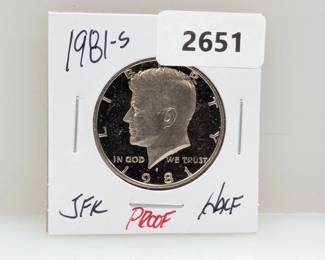 1981-S
2651
LIBERTY
IN GOD WE TRUST
1981
JFK PROOF HALF